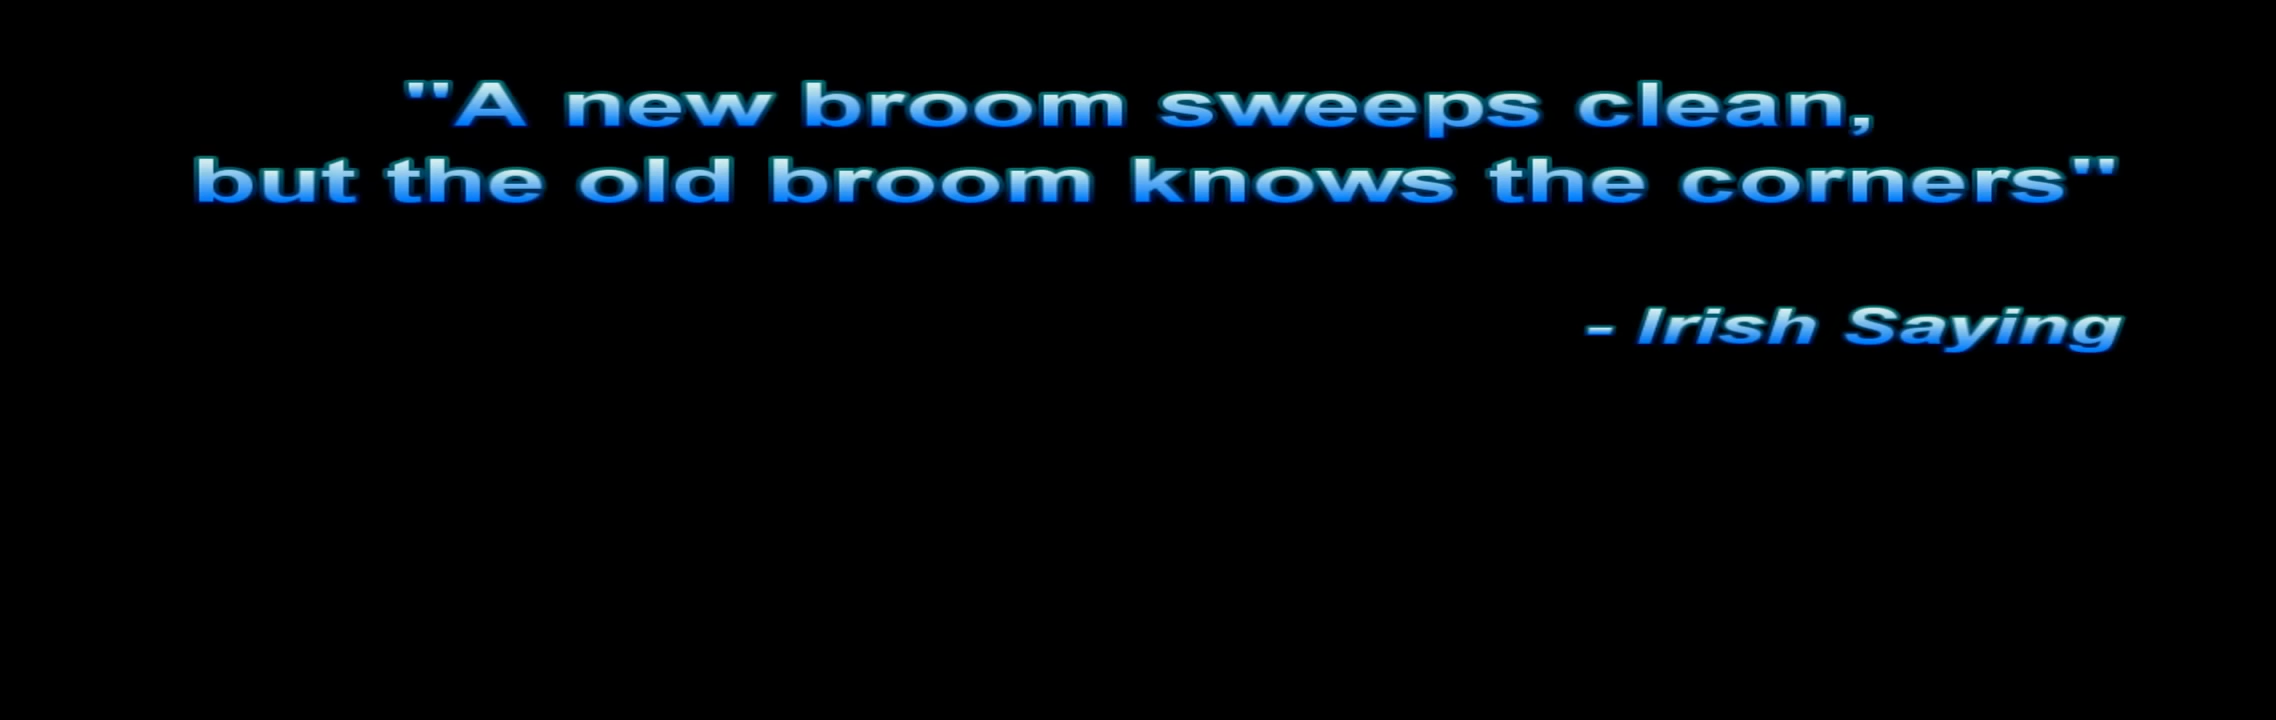 "A new broom sweeps clean,
but the old broom knows the corners"
- Irish Saying